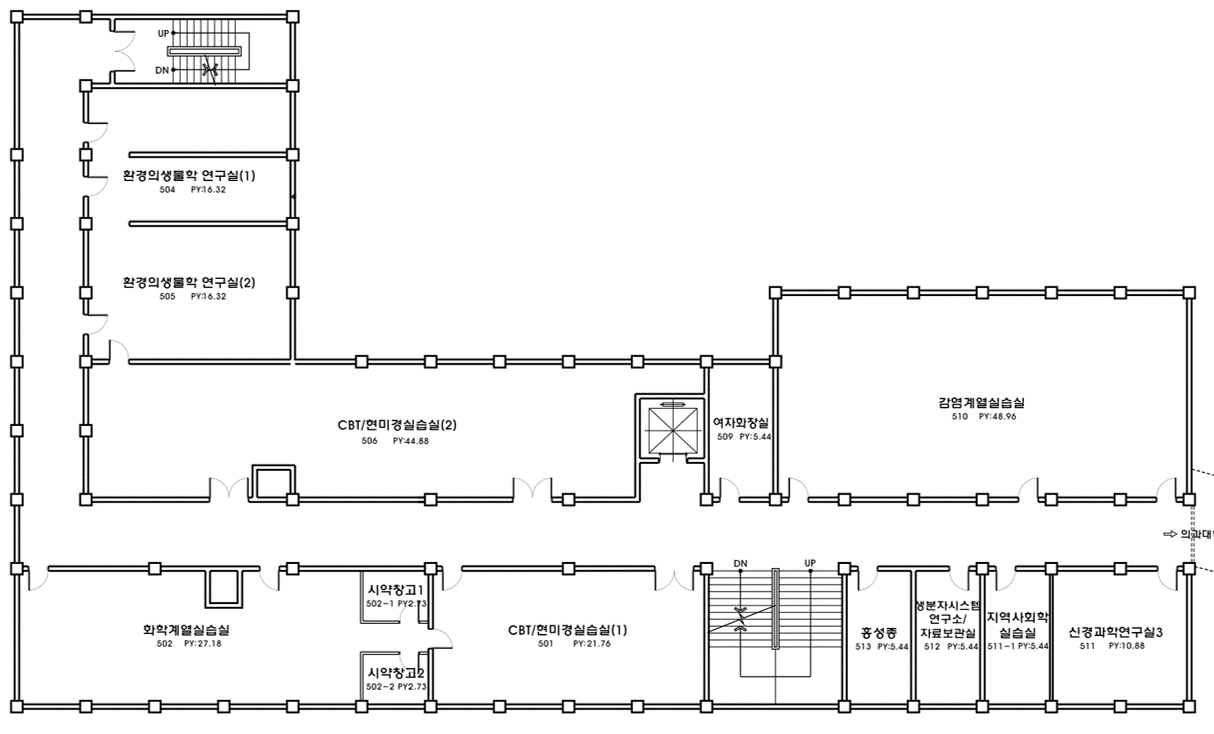 UP
DN
환경의생물학 연구실(1)
504 PY:16.32
환경의생물학 연구실(2)
505 PY:16.32
CBT/현미경실습실(2)
506 PY:44.88
여자화장실
509 PY:5.44
감염계열실습실
510 PY:48.96
⇨ 의과대
화학계열실습실
502 PY:27.18
시약창고1
502-1 PY2.73
시약창고2
502-2 PY2.73
CBT/현미경실습실(1)
501 PY:21.76
DN
UP
홍성종
513 PY:5.44
생분자시스템
연구소/
자료보관실
512 PY:5.44
지역사회학
실습실
511-1 PY:5.44
신경과학연구실3
511 PY:10.88